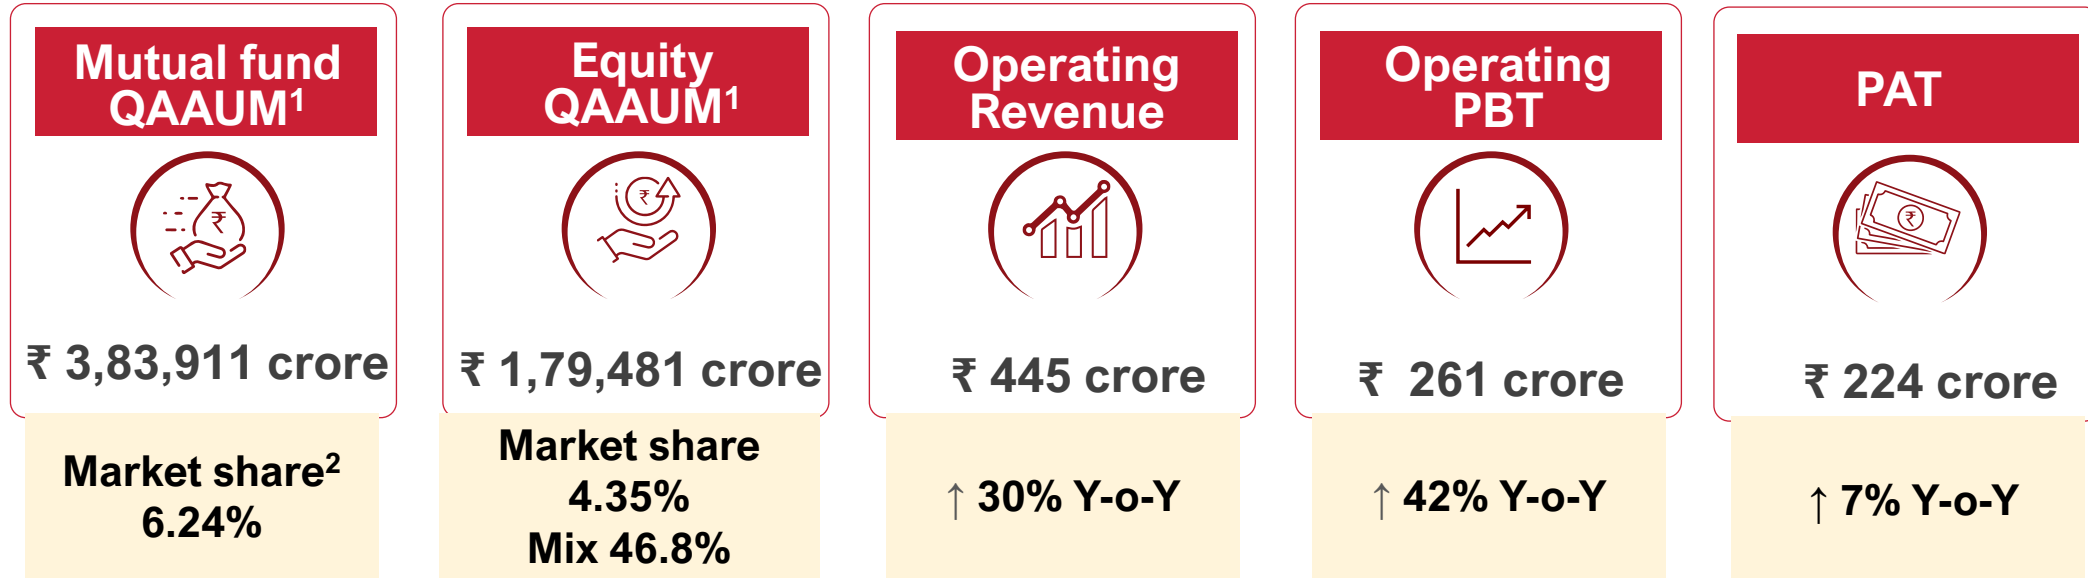 Mutual fund
QAAUM¹
₹ 3,83,911 crore
Market share²
6.24%
Equity
QAAUM¹
₹ 1,79,481 crore
Market share
4.35%
Mix 46.8%
Operating
Revenue
₹ 445 crore
↑ 30% Y-o-Y
Operating
PBT
₹ 261 crore
↑ 42% Y-o-Y
PAT
₹ 224 crore
↑ 7% Y-o-Y